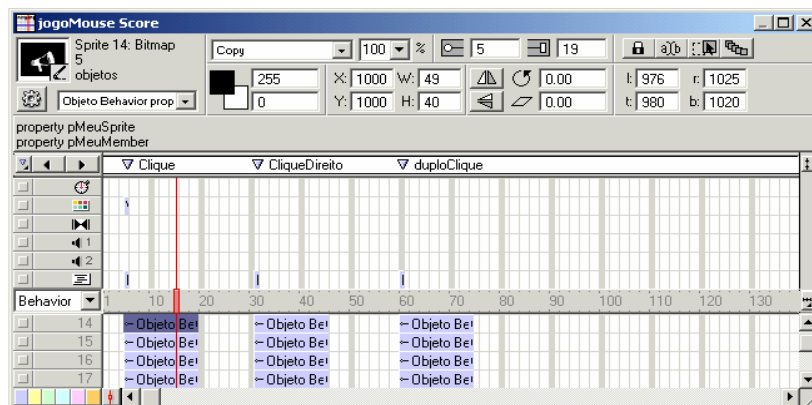 jogoMouse Score
Sprite 14: Bitmap
5
objetos
Copy 100 % 5 19
255 X: 1000 W: 49 0.00 l: 976 r: 1025
Objeto Behavior prop 0 Y: 1000 H: 40 0.00 t: 980 b: 1020
property pMeuSprite
property pMeuMember
Clique CliqueDireito duploClique
1
2
Behavior 1 10 20 30 40 50 60 70 80 90 100 110 120 130
14 Objeto Be Objeto Be Objeto Be
15 Objeto Be Objeto Be Objeto Be
16 Objeto Be Objeto Be Objeto Be
17 Objeto Be Objeto Be Objeto Be